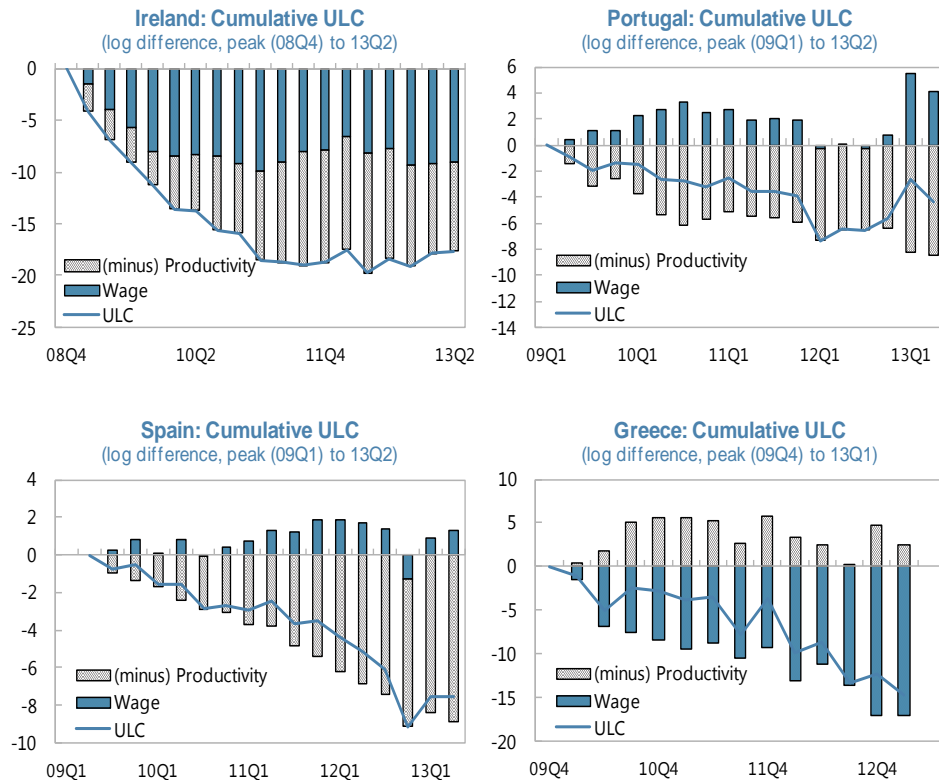 Ireland: Cumulative ULC
(log difference, peak (08Q4) to 13Q2)
0
-5
-10
-15
-20
-25
(minus) Productivity
Wage
ULC
08Q4 10Q2 11Q4 13Q2
Portugal: Cumulative ULC
(log difference, peak (09Q1) to 13Q2)
6
4
2
0
-2
-4
-6
-8
-10
-12
-14
(minus) Productivity
Wage
ULC
09Q1 10Q1 11Q1 12Q1 13Q1
Spain: Cumulative ULC
(log difference, peak (09Q1) to 13Q2)
4
2
0
-2
-4
-6
-8
-10
(minus) Productivity
Wage
ULC
09Q1 10Q1 11Q1 12Q1 13Q1
Greece: Cumulative ULC
(log difference, peak (09Q4) to 13Q1)
10
5
0
-5
-10
-15
-20
(minus) Productivity
Wage
ULC
09Q4 10Q4 11Q4 12Q4